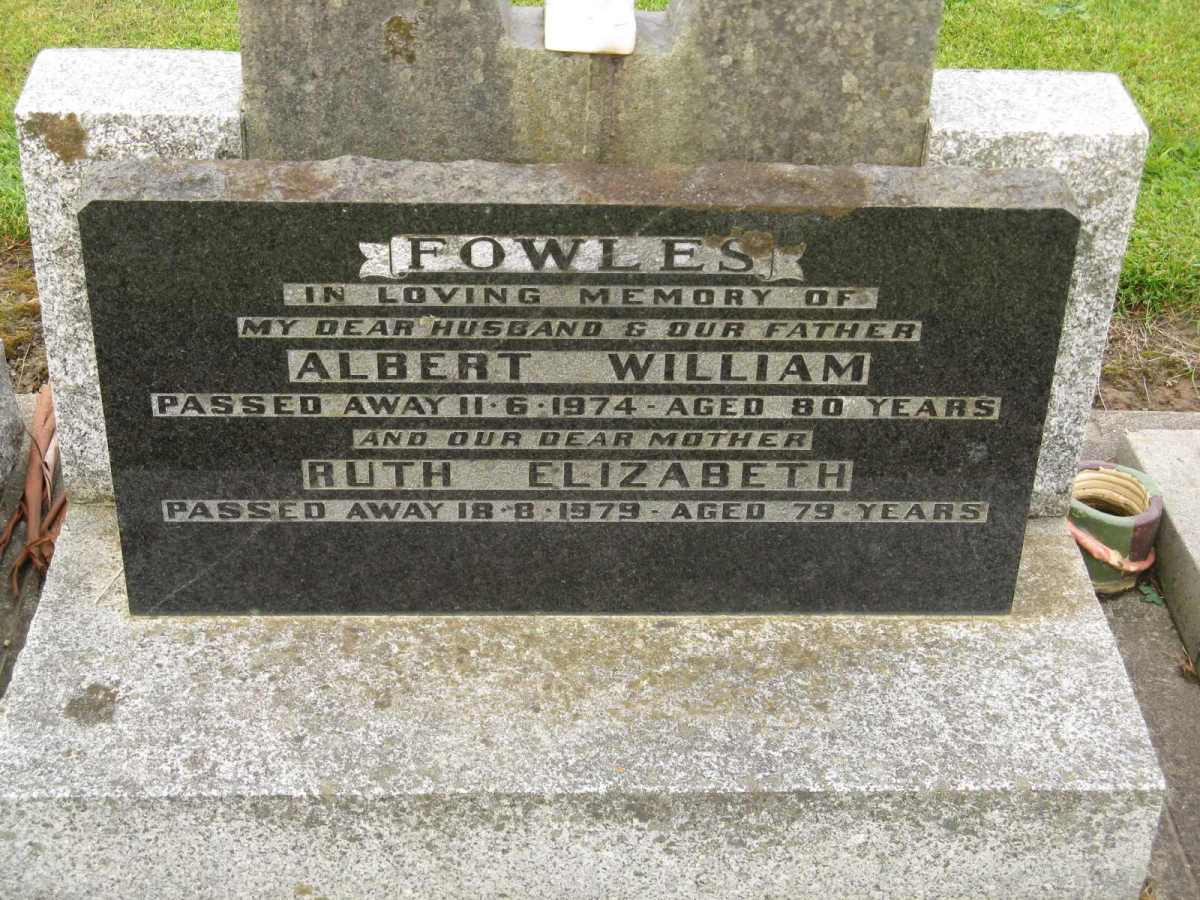 FOWLES
IN LOVING MEMORY OF
MY DEAR HUSBAND & OUR FATHER
ALBERT WILLIAM
PASSED AWAY 11·6·1974 - AGED 80 YEARS
AND OUR DEAR MOTHER
RUTH ELIZABETH
PASSED AWAY 18·8·1979 - AGED 79 YEARS